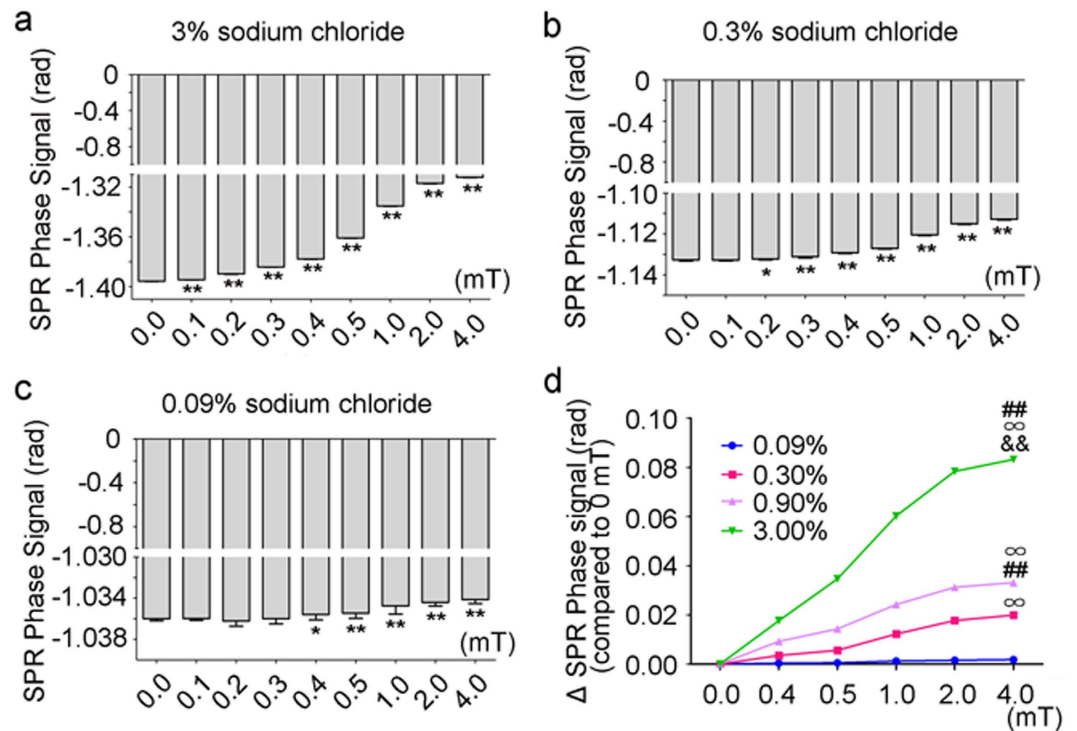 a
3% sodium chloride
SPR Phase Signal (rad)
0
-0.4
-0.8
-1.32
-1.36
-1.40
** ** ** ** ** ** ** **
(mT)
0.0 0.1 0.2 0.3 0.4 0.5 1.0 2.0 4.0
b
0.3% sodium chloride
SPR Phase Signal (rad)
0
-0.4
-0.8
-1.10
-1.12
-1.14
* ** ** ** ** ** **
(mT)
0.0 0.1 0.2 0.3 0.4 0.5 1.0 2.0 4.0
c
0.09% sodium chloride
SPR Phase Signal (rad)
0
-0.4
-0.8
-1.030
-1.034
-1.038
* ** ** ** **
(mT)
0.0 0.1 0.2 0.3 0.4 0.5 1.0 2.0 4.0
d
Δ SPR Phase signal (rad)
(compared to 0 mT)
0.10
0.08
0.06
0.04
0.02
0.00
0.09%
0.30%
0.90%
3.00%
##
∞
&&
∞
##
∞
0.0 0.4 0.5 1.0 2.0 4.0
(mT)